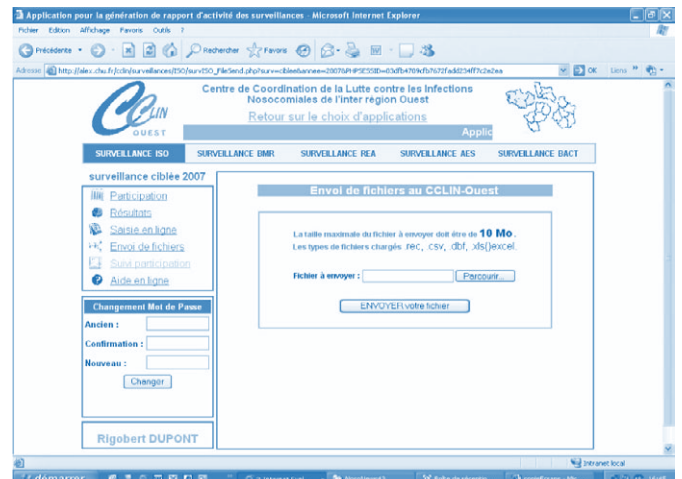 Application pour la génération de rapport d'activité des surveillances - Microsoft Internet Explorer
Fichier Edition Affichage Favoris Outils ?
Précédente Rechercher Favoris
Adresse OK Liens
Centre de Coordination de la Lutte contre les Infections
Nosocomiales de l'inter région Ouest
CCLIN
OUEST
Retour sur le choix d'applications
Applic
SURVEILLANCE ISO SURVEILLANCE BMR SURVEILLANCE REA SURVEILLANCE AES SURVEILLANCE BACT
surveillance ciblée 2007
Participation
Résultats
Saisie en ligne
Envoi de fichiers
Suivi participation
Aide en ligne
Envoi de fichiers au CCLIN-Ouest
La taille maximale du fichier à envoyer doit être de 10 Mo.
Les types de fichiers chargés .rec, .csv, .dbf, .xls(}excel.
Fichier à envoyer : Parcourir...
ENVOYER votre fichier
Changement Mot de Passe
Ancien :
Confirmation :
Nouveau :
Changer
Rigobert DUPONT
Intranet local
démarrer